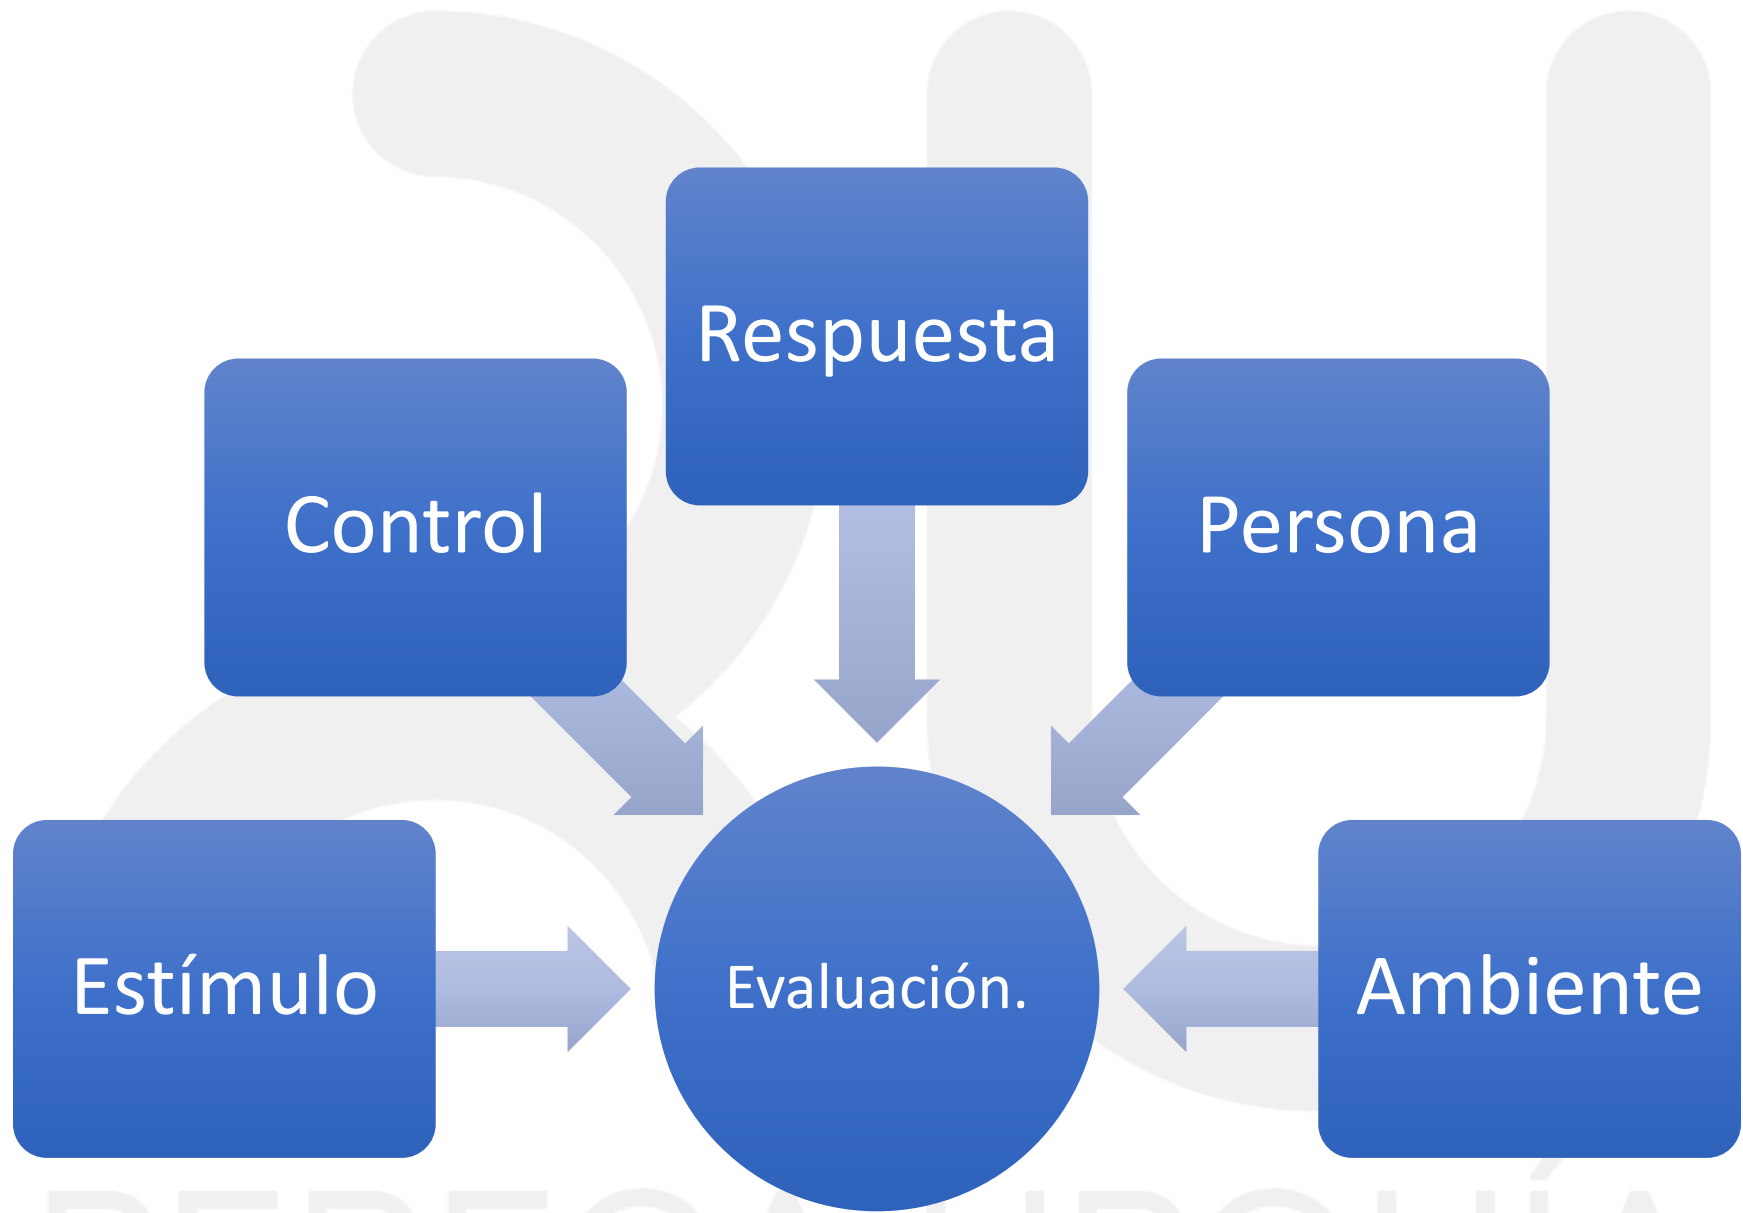 Respuesta
Control
Persona
Estímulo
Evaluación.
Ambiente